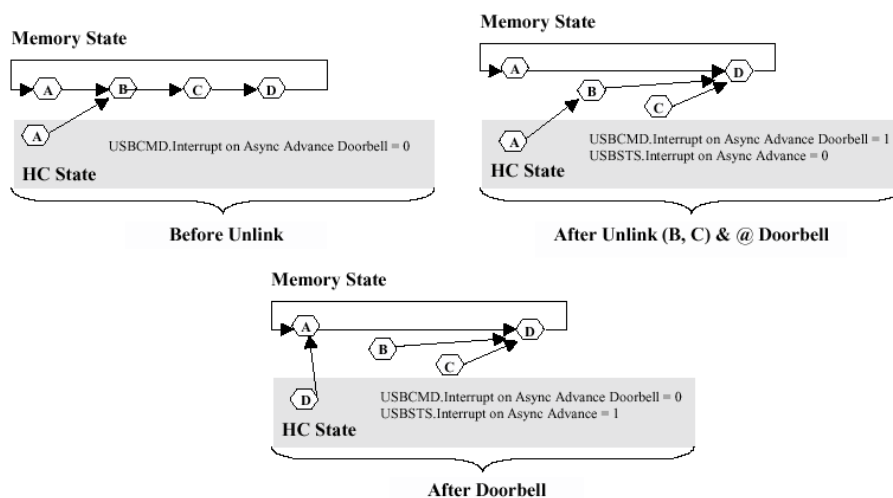 Memory State
A
B
C
D
A
USBCMD.Interrupt on Async Advance Doorbell = 0
HC State
Before Unlink
Memory State
A
D
B
C
A
USBCMD.Interrupt on Async Advance Doorbell = 1
USBSTS.Interrupt on Async Advance = 0
HC State
After Unlink (B, C) & @ Doorbell
Memory State
A
D
B
C
D
USBCMD.Interrupt on Async Advance Doorbell = 0
USBSTS.Interrupt on Async Advance = 1
HC State
After Doorbell